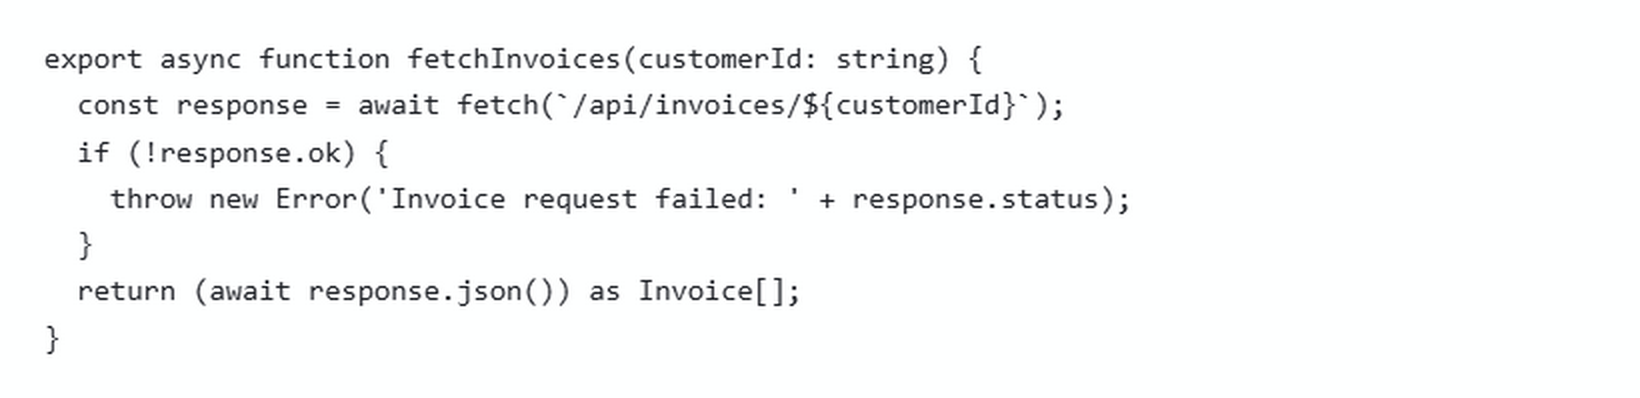 export async function fetchInvoices(customerId: string) {
  const response = await fetch(`/api/invoices/${customerId}`);
  if (!response.ok) {
    throw new Error('Invoice request failed: ' + response.status);
  }
  return (await response.json()) as Invoice[];
}